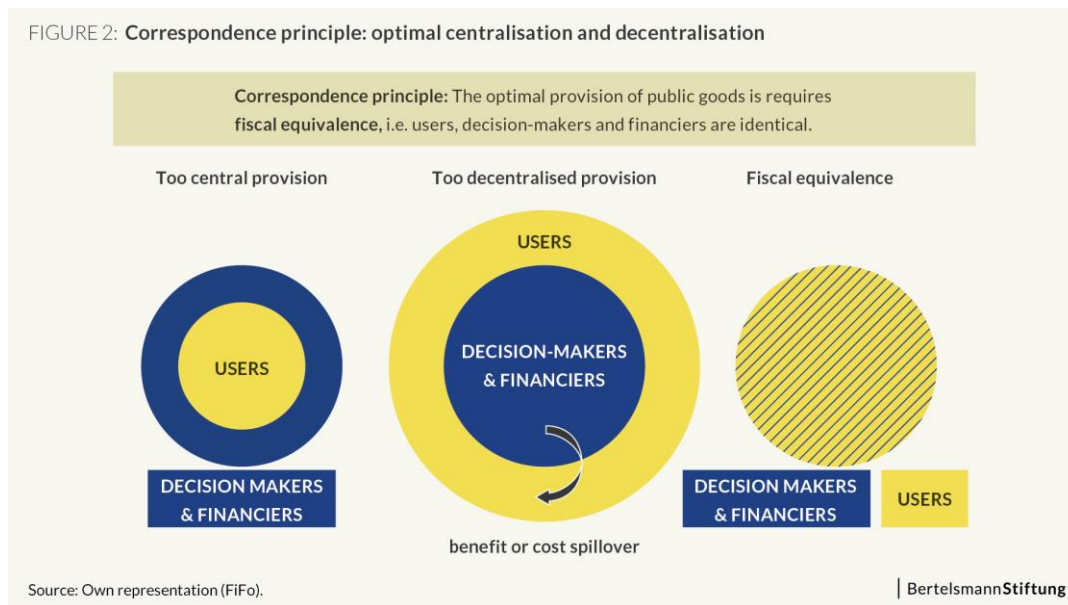 FIGURE 2: Correspondence principle: optimal centralisation and decentralisation
Correspondence principle: The optimal provision of public goods is requires
fiscal equivalence, i.e. users, decision-makers and financiers are identical.
Too central provision
Too decentralised provision
Fiscal equivalence
USERS
DECISION MAKERS
& FINANCIERS
USERS
DECISION-MAKERS
& FINANCIERS
benefit or cost spillover
DECISION MAKERS
& FINANCIERS
USERS
Source: Own representation (FiFo).
BertelsmannStiftung